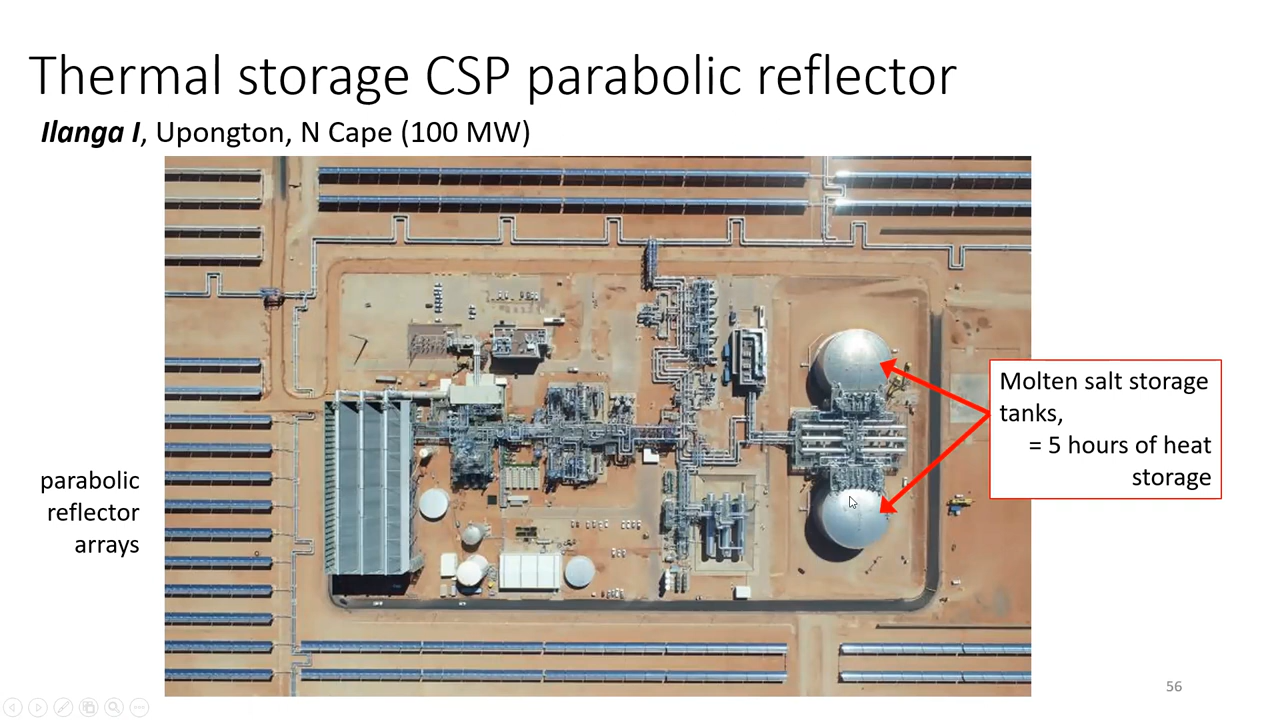 Thermal storage CSP parabolic reflector
Ilanga I, Upongton, N Cape (100 MW)
parabolic
reflector
arrays
Molten salt storage
tanks,
= 5 hours of heat
storage
56